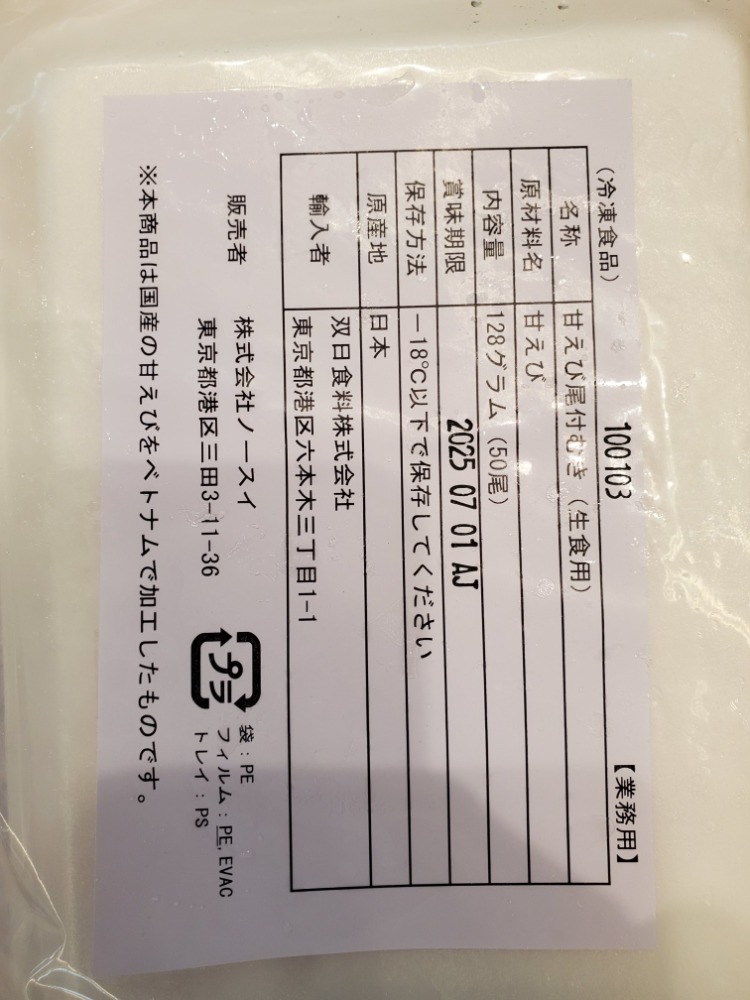 100103
（冷凍食品）
【業務用】
名称 甘えび尾付むき（生食用）
原材料名 甘えび
内容量 128グラム（50尾）
賞味期限 2025 07 01 AJ
保存方法 －18℃以下で保存してください
原産地 日本
輸入者 双日食料株式会社
東京都港区六本木三丁目1-1
販売者 株式会社ノースイ
東京都港区三田3-11-36
プラ
袋：PE
フィルム：PE, EVAC
トレイ：PS
※本商品は国産の甘えびをベトナムで加工したものです。